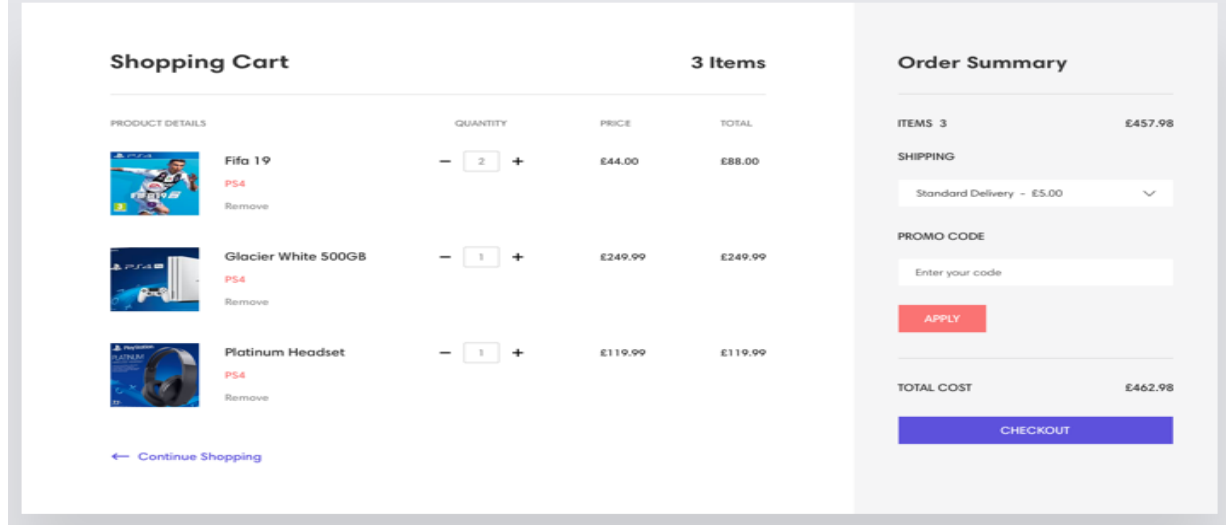 Shopping Cart 3 Items
PRODUCT DETAILS QUANTITY PRICE TOTAL
Fifa 19 − 2 + £44.00 £88.00
PS4
Remove
Glacier White 500GB − 1 + £249.99 £249.99
PS4
Remove
Platinum Headset − 1 + £119.99 £119.99
PS4
Remove
← Continue Shopping
Order Summary
ITEMS 3 £457.98
SHIPPING
Standard Delivery - £5.00
PROMO CODE
Enter your code
APPLY
TOTAL COST £462.98
CHECKOUT